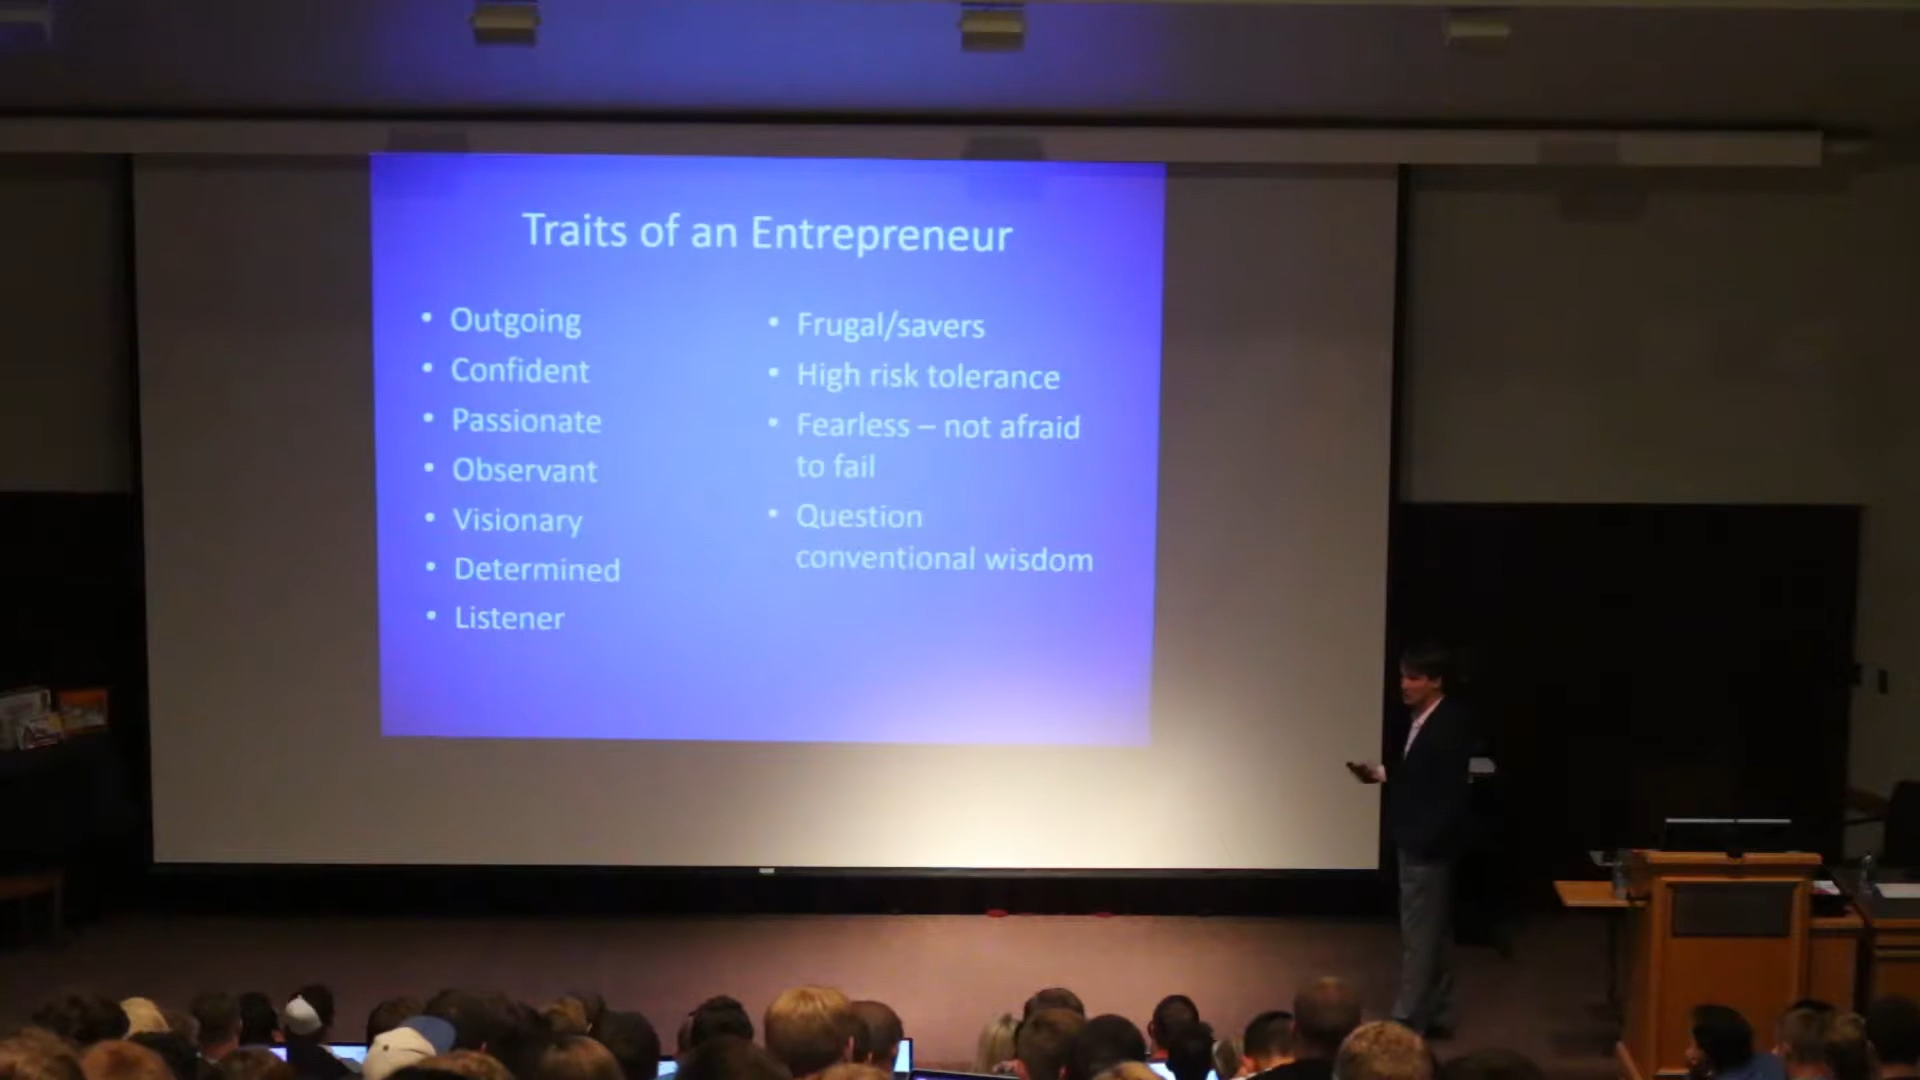 Traits of an Entrepreneur
• Outgoing
• Confident
• Passionate
• Observant
• Visionary
• Determined
• Listener
• Frugal/savers
• High risk tolerance
• Fearless – not afraid
to fail
• Question
conventional wisdom